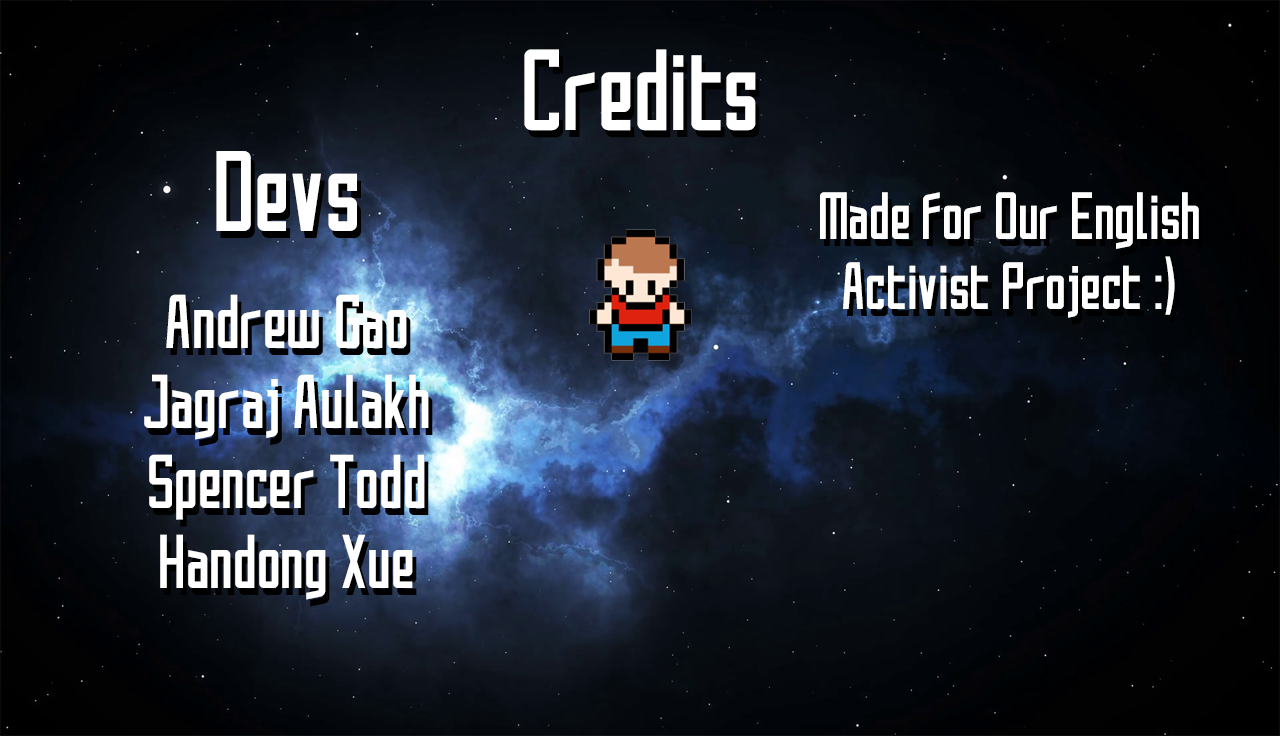 Credits
Devs
Andrew Gao
Jagraj Aulakh
Spencer Todd
Handong Xue
Made For Our English
Activist Project :)